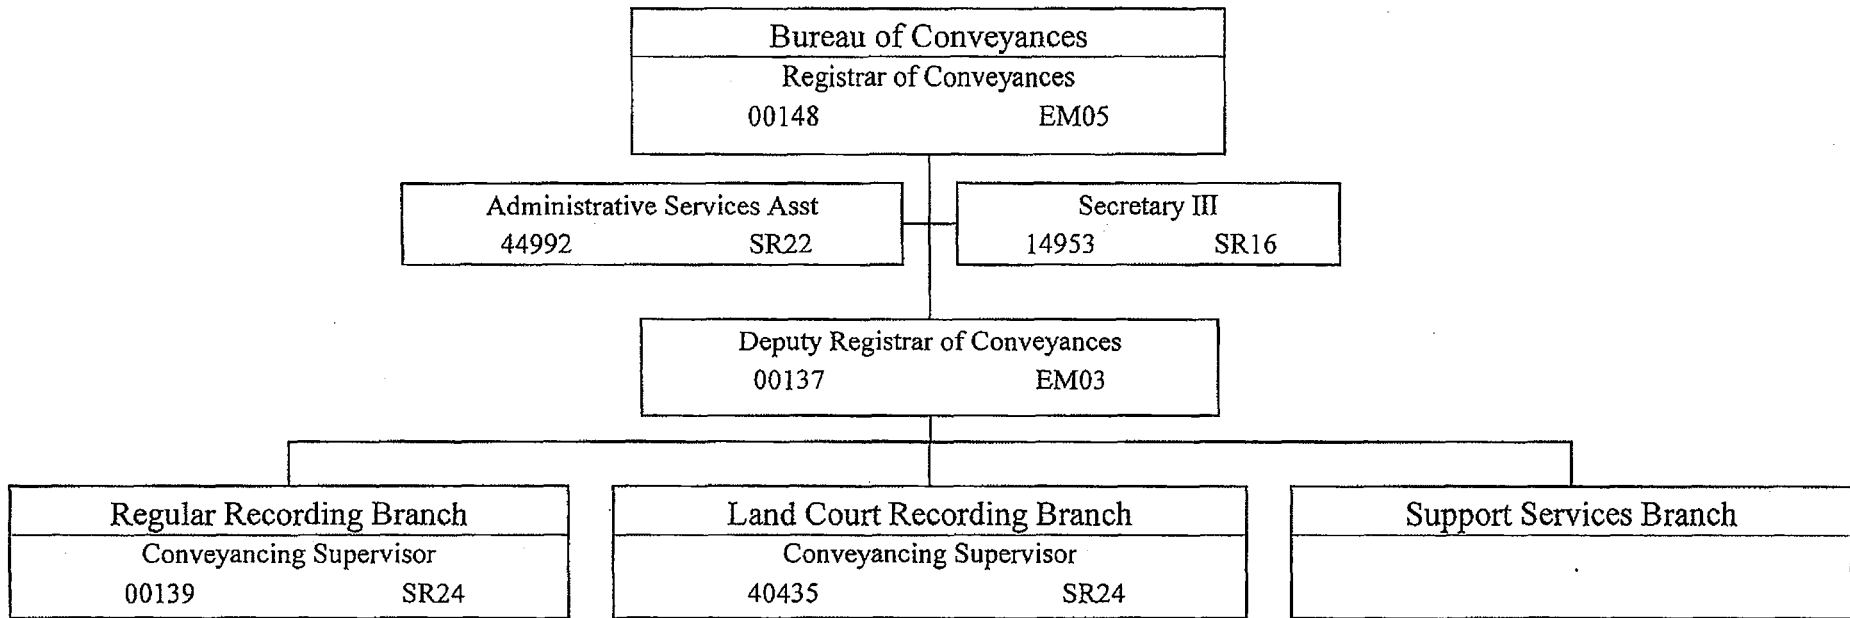 Bureau of Conveyances
Registrar of Conveyances
00148 EM05
Administrative Services Asst
44992 SR22
Secretary III
14953 SR16
Deputy Registrar of Conveyances
00137 EM03
Regular Recording Branch
Conveyancing Supervisor
00139 SR24
Land Court Recording Branch
Conveyancing Supervisor
40435 SR24
Support Services Branch